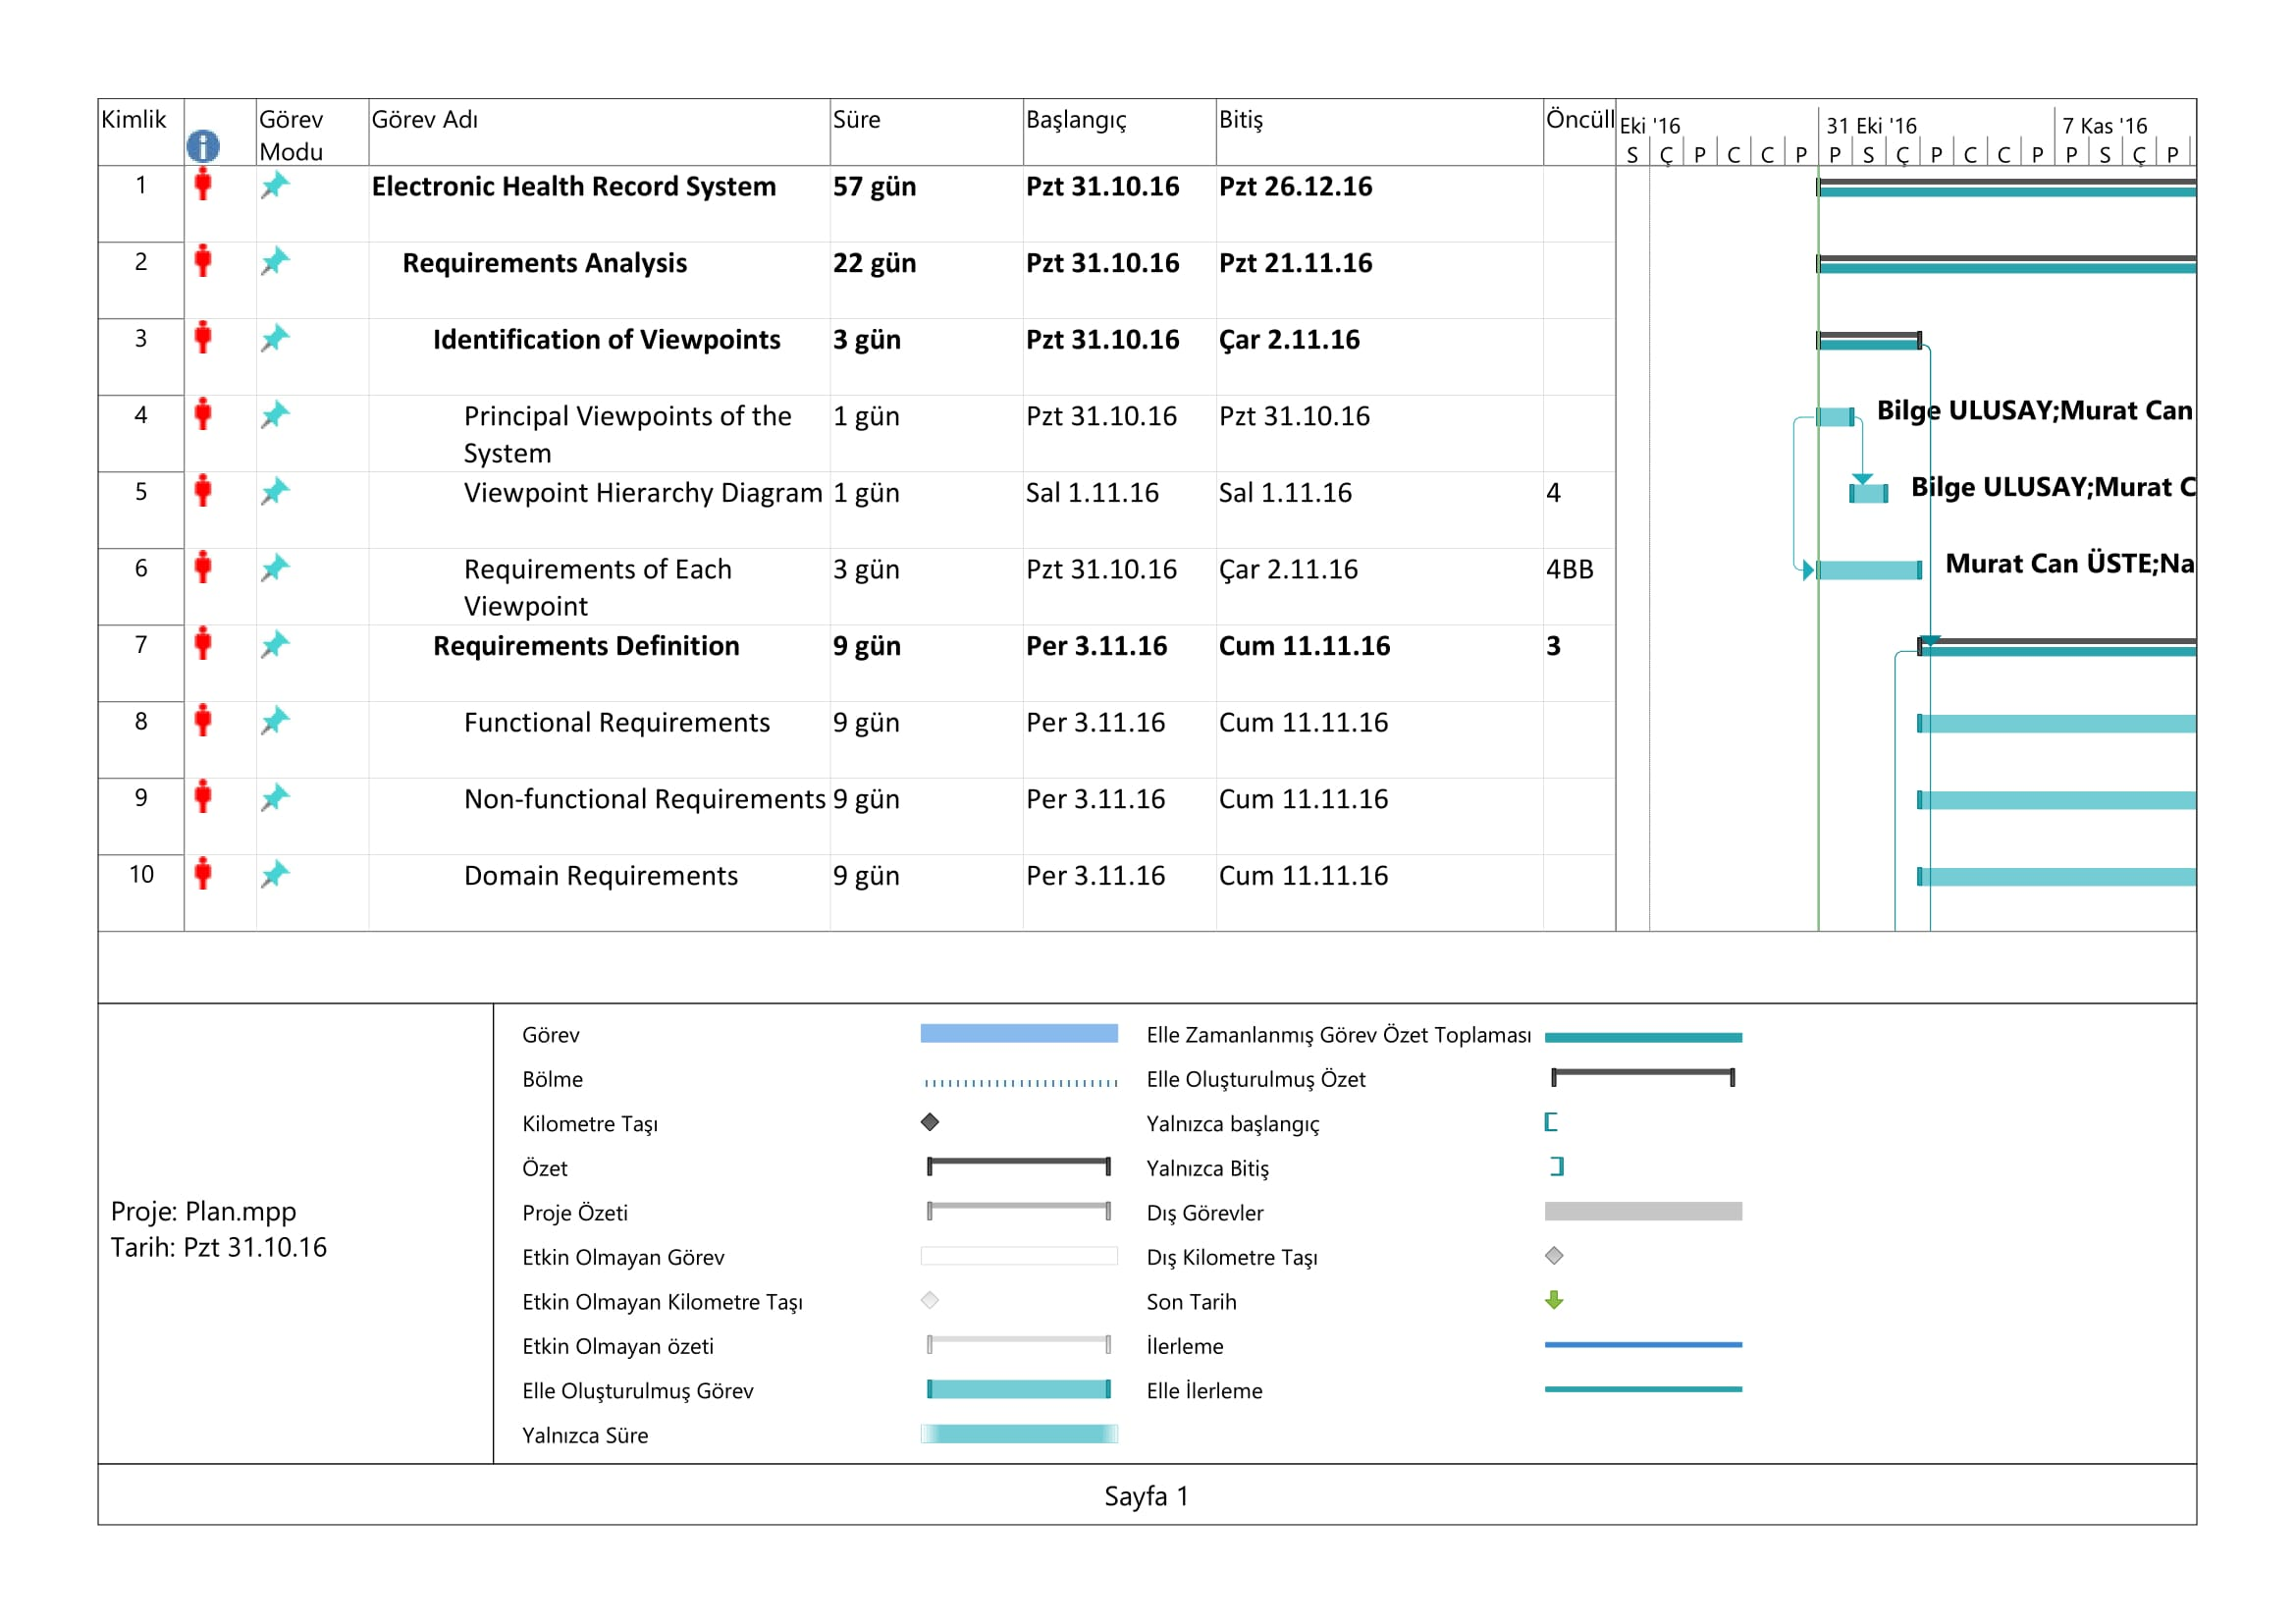 Kimlik Görev Modu Görev Adı Süre Başlangıç Bitiş Öncüll
Eki '16 31 Eki '16 7 Kas '16
S Ç P C C P P S Ç P C C P P S Ç P
1 Electronic Health Record System 57 gün Pzt 31.10.16 Pzt 26.12.16
2 Requirements Analysis 22 gün Pzt 31.10.16 Pzt 21.11.16
3 Identification of Viewpoints 3 gün Pzt 31.10.16 Çar 2.11.16
4 Principal Viewpoints of the 1 gün Pzt 31.10.16 Pzt 31.10.16 Bilge ULUSAY;Murat Can
System
5 Viewpoint Hierarchy Diagram 1 gün Sal 1.11.16 Sal 1.11.16 4 Bilge ULUSAY;Murat C
6 Requirements of Each 3 gün Pzt 31.10.16 Çar 2.11.16 4BB Murat Can ÜSTE;Na
Viewpoint
7 Requirements Definition 9 gün Per 3.11.16 Cum 11.11.16 3
8 Functional Requirements 9 gün Per 3.11.16 Cum 11.11.16
9 Non-functional Requirements 9 gün Per 3.11.16 Cum 11.11.16
10 Domain Requirements 9 gün Per 3.11.16 Cum 11.11.16
Proje: Plan.mpp
Tarih: Pzt 31.10.16
Görev
Bölme
Kilometre Taşı
Özet
Proje Özeti
Etkin Olmayan Görev
Etkin Olmayan Kilometre Taşı
Etkin Olmayan özeti
Elle Oluşturulmuş Görev
Yalnızca Süre
Elle Zamanlanmış Görev Özet Toplaması
Elle Oluşturulmuş Özet
Yalnızca başlangıç
Yalnızca Bitiş
Dış Görevler
Dış Kilometre Taşı
Son Tarih
İlerleme
Elle İlerleme
Sayfa 1